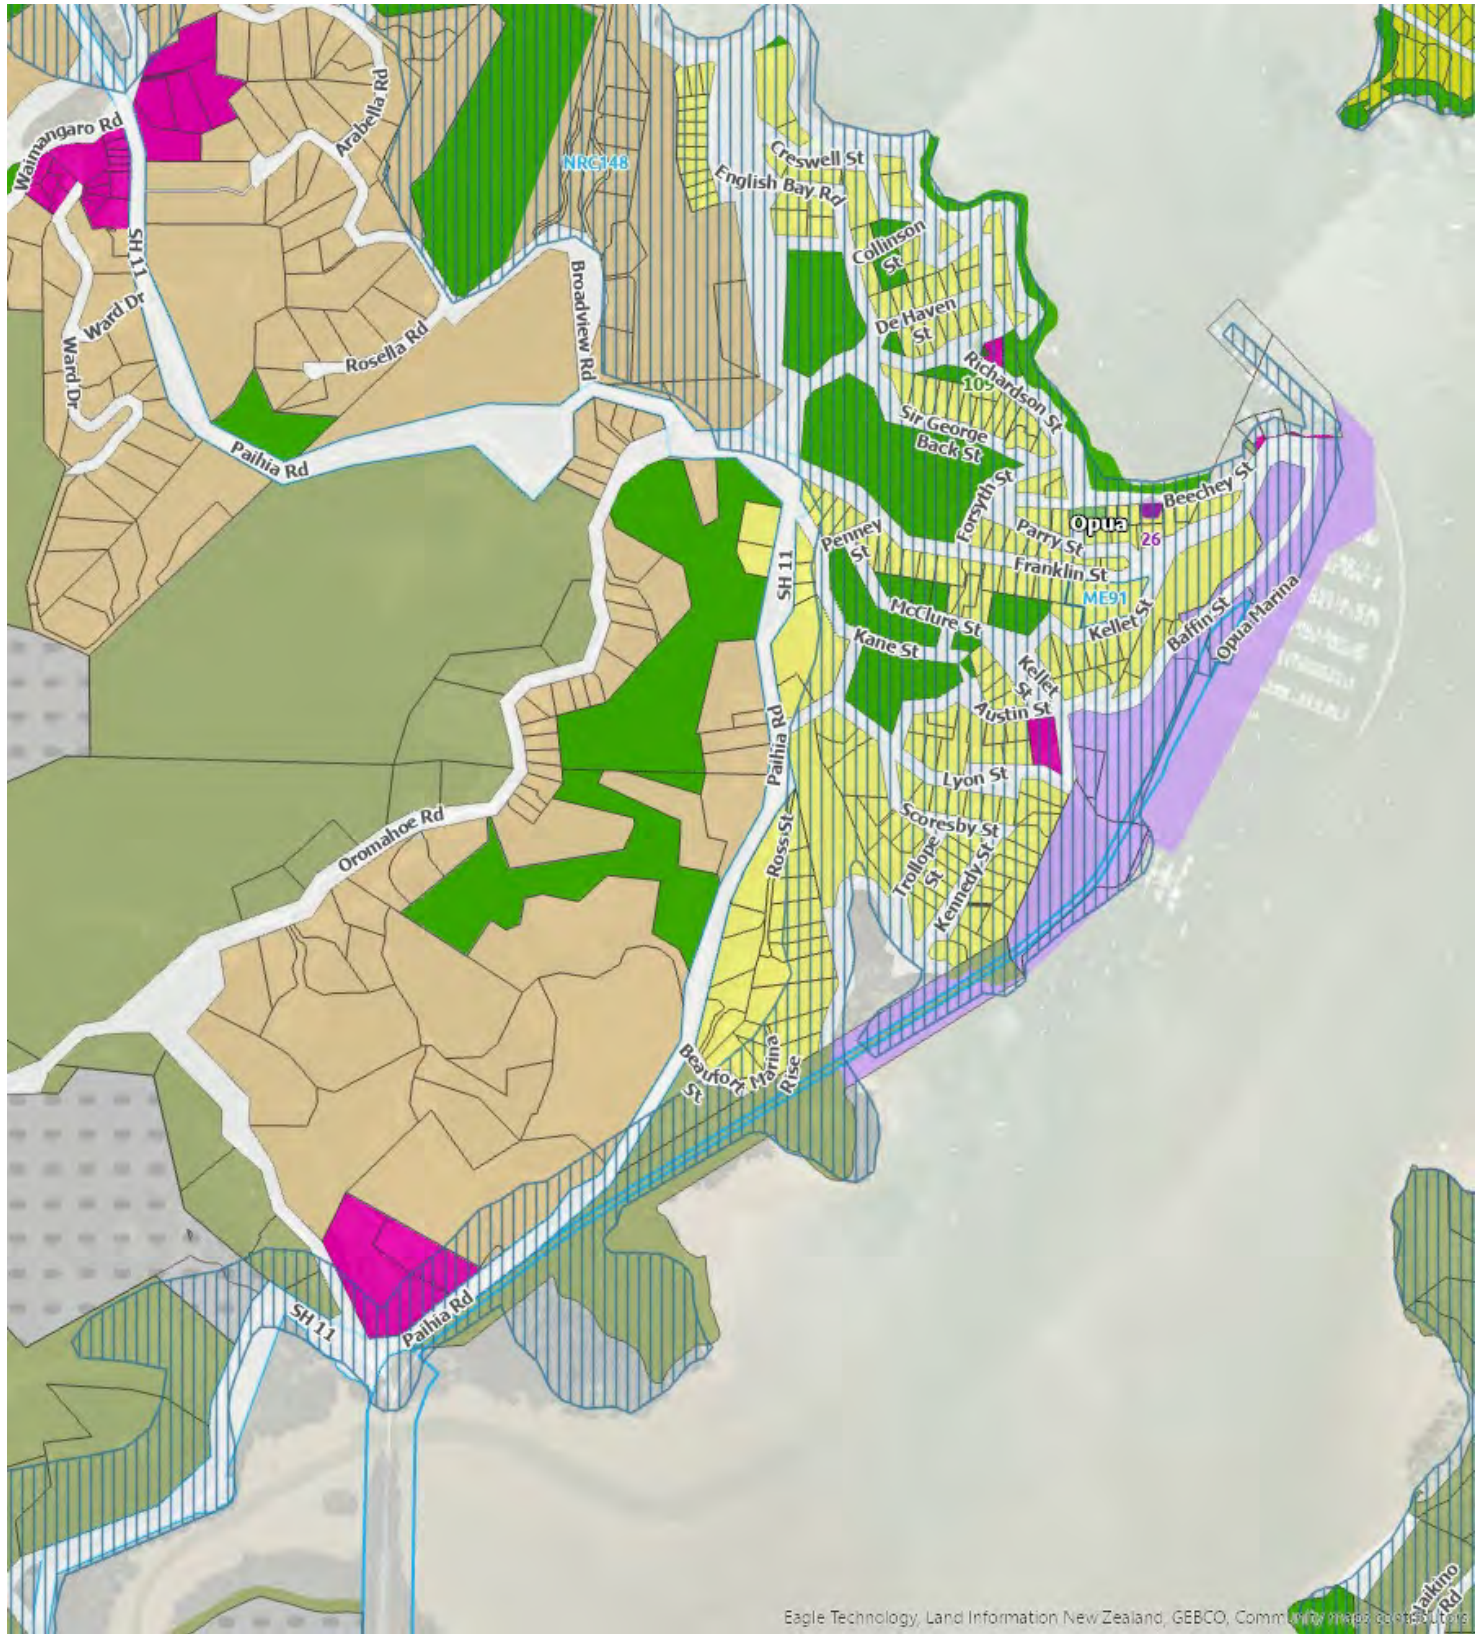 Waimangaro Rd
Arabella Rd
NRC148
Creswell St
English Bay Rd
Collinson
St
SH 11
Ward Dr
Ward Dr
Rosella Rd
Broadview Rd
De Haven
St
Richardson St
Sir George
Back St
Paihia Rd
Forsyth St
Beechey St
Opua
26
Penney
St
Parry St
Franklin St
SH 11
ME91
McClure St
Kellet St
Baffin St
Opua Marina
Kane St
Kellet
St
Austin St
Paihia Rd
Lyon St
Oromahoe Rd
Ross St
Scoresby St
Trollope
St
Kennedy St
Beaufort
St
Marina
Rise
SH 11
Paihia Rd
Rd
Eagle Technology, Land Information New Zealand, GEBCO, Community maps contributors